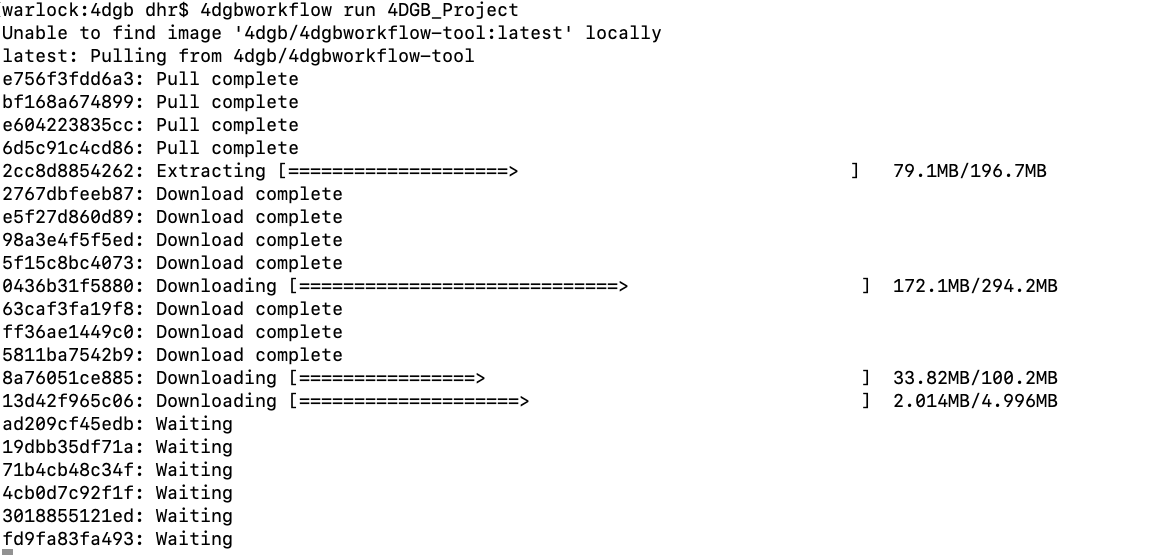 warlock:4dgb dhr$ 4dgbworkflow run 4DGB_Project
Unable to find image '4dgb/4dgbworkflow-tool:latest' locally
latest: Pulling from 4dgb/4dgbworkflow-tool
e756f3fdd6a3: Pull complete
bf168a674899: Pull complete
e604223835cc: Pull complete
6d5c91c4cd86: Pull complete
2cc8d8854262: Extracting [====================>                              ]   79.1MB/196.7MB
2767dbfeeb87: Download complete
e5f27d860d89: Download complete
98a3e4f5f5ed: Download complete
5f15c8bc4073: Download complete
0436b31f5880: Downloading [=============================>                     ]  172.1MB/294.2MB
63caf3fa19f8: Download complete
ff36ae1449c0: Download complete
5811ba7542b9: Download complete
8a76051ce885: Downloading [================>                                  ]  33.82MB/100.2MB
13d42f965c06: Downloading [====================>                              ]  2.014MB/4.996MB
ad209cf45edb: Waiting
19dbb35df71a: Waiting
71b4cb48c34f: Waiting
4cb0d7c92f1f: Waiting
3018855121ed: Waiting
fd9fa83fa493: Waiting